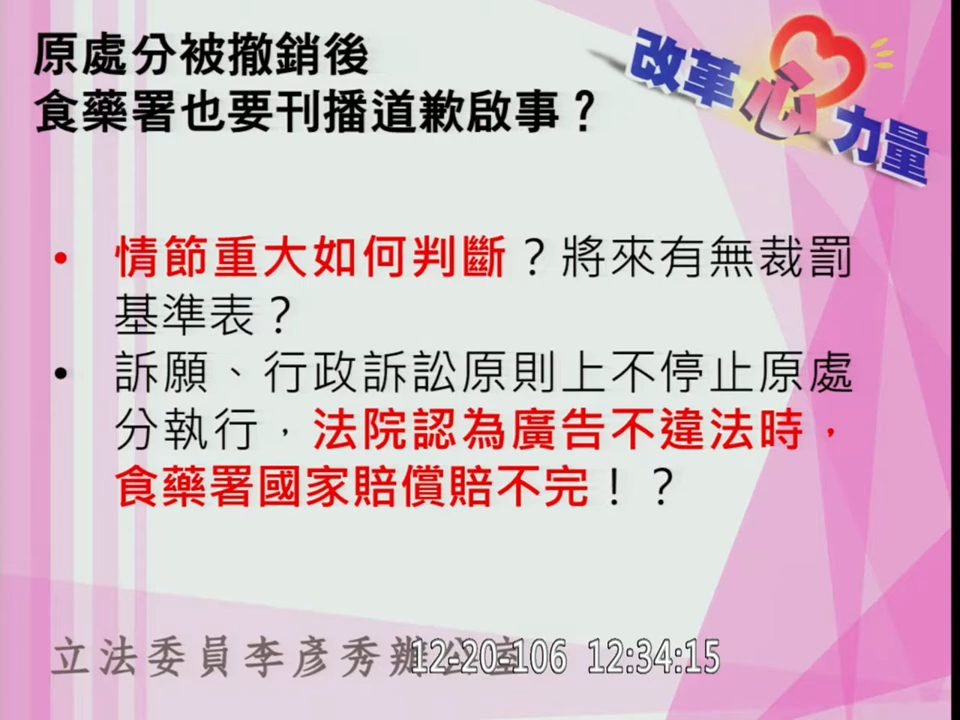 原處分被撤銷後
食藥署也要刊播道歉啟事？
改革心力量
• 情節重大如何判斷？將來有無裁罰
基準表？
• 訴願、行政訴訟原則上不停止原處
分執行，法院認為廣告不違法時，
食藥署國家賠償賠不完！？
立法委員李彥秀辦公室
12-20-106 12:34:15